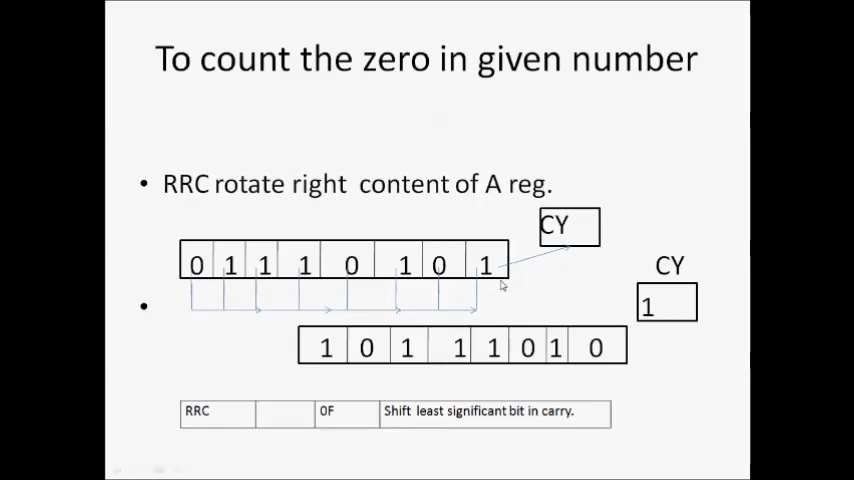 To count the zero in given number
• RRC rotate right content of A reg.
CY
0 1 1 1 0 1 0 1
CY
•
1
1 0 1 1 1 0 1 0
RRC 0F Shift least significant bit in carry.